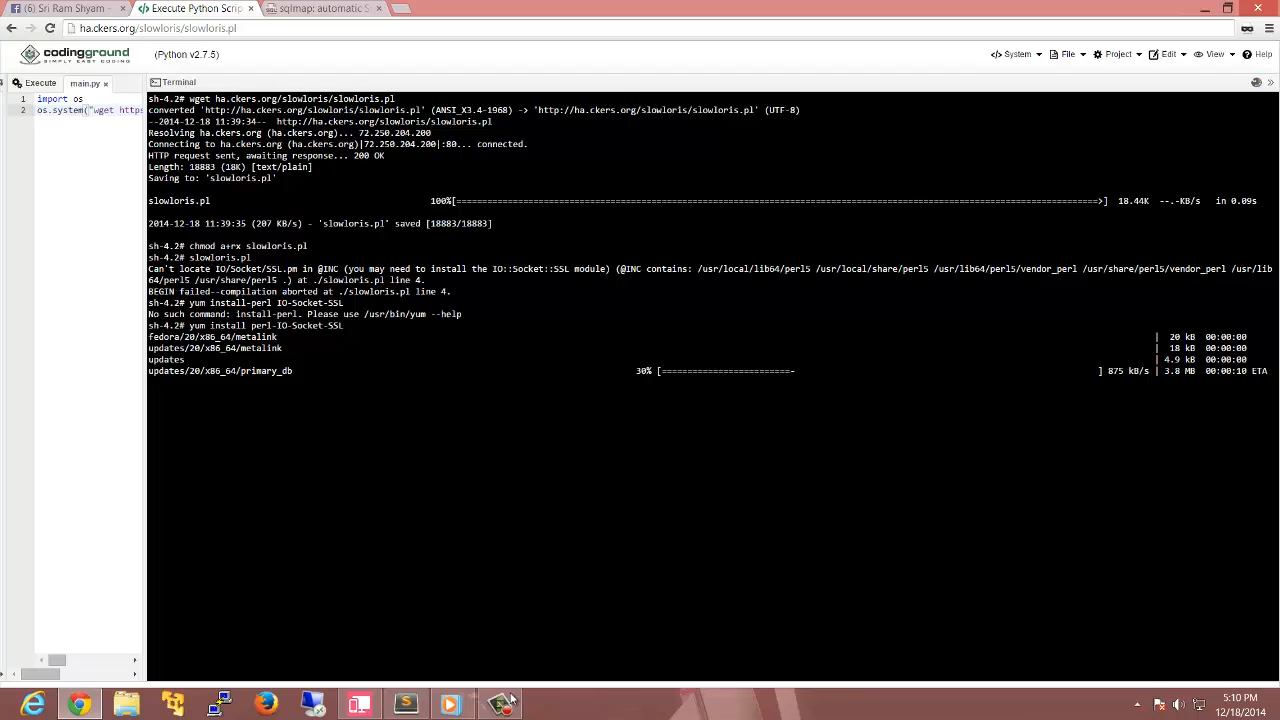 (6) Sri Ram Shyam -
Execute Python Scrip
sqlmap: automatic S
ha.ckers.org/slowloris/slowloris.pl
codingground
SIMPLY EASY CODING
(Python v2.7.5)
System
File
Project
Edit
View
Help
Execute
main.py
Terminal
1 import os
2 os.system("wget https
sh-4.2# wget ha.ckers.org/slowloris/slowloris.pl
converted 'http://ha.ckers.org/slowloris/slowloris.pl' (ANSI_X3.4-1968) -> 'http://ha.ckers.org/slowloris/slowloris.pl' (UTF-8)
--2014-12-18 11:39:34--  http://ha.ckers.org/slowloris/slowloris.pl
Resolving ha.ckers.org (ha.ckers.org)... 72.250.204.200
Connecting to ha.ckers.org (ha.ckers.org)|72.250.204.200|:80... connected.
HTTP request sent, awaiting response... 200 OK
Length: 18883 (18K) [text/plain]
Saving to: 'slowloris.pl'
slowloris.pl 100%[=====================================================>] 18.44K --.-KB/s in 0.09s
2014-12-18 11:39:35 (207 KB/s) - 'slowloris.pl' saved [18883/18883]
sh-4.2# chmod a+rx slowloris.pl
sh-4.2# slowloris.pl
Can't locate IO/Socket/SSL.pm in @INC (you may need to install the IO::Socket::SSL module) (@INC contains: /usr/local/lib64/perl5 /usr/local/share/perl5 /usr/lib64/perl5/vendor_perl /usr/share/perl5/vendor_perl /usr/lib
64/perl5 /usr/share/perl5 .) at ./slowloris.pl line 4.
BEGIN failed--compilation aborted at ./slowloris.pl line 4.
sh-4.2# yum install-perl IO-Socket-SSL
No such command: install-perl. Please use /usr/bin/yum --help
sh-4.2# yum install perl-IO-Socket-SSL
fedora/20/x86_64/metalink | 20 kB 00:00:00
updates/20/x86_64/metalink | 18 kB 00:00:00
updates | 4.9 kB 00:00:00
updates/20/x86_64/primary_db 30% [=========================- ] 875 kB/s | 3.8 MB 00:00:10 ETA
5:10 PM
12/18/2014